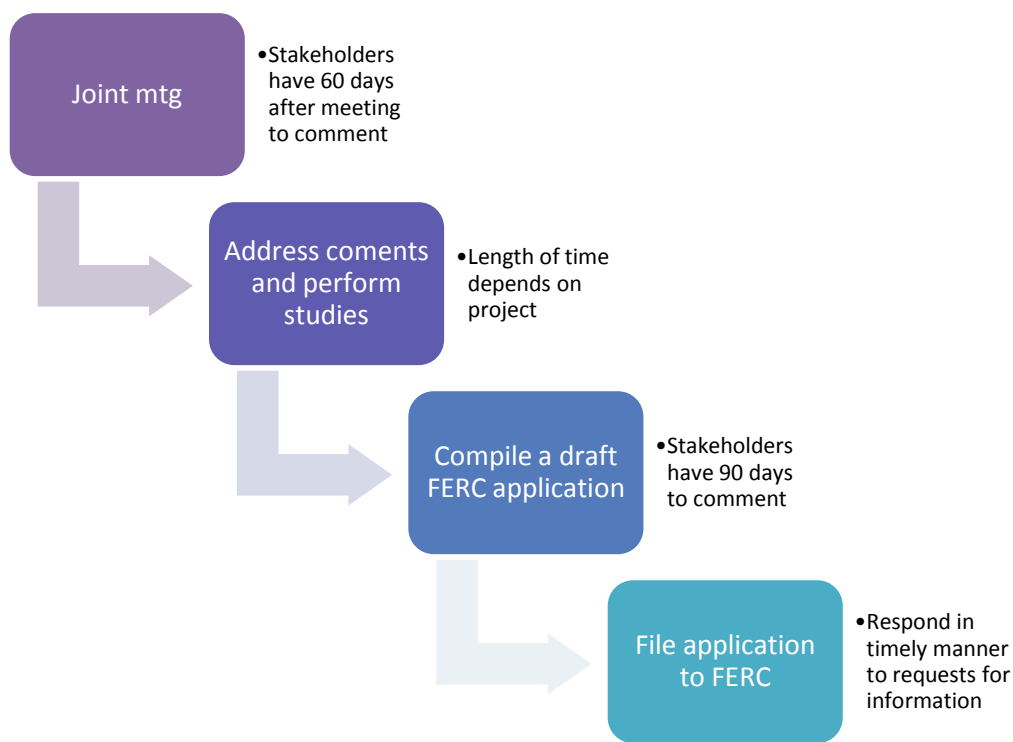 Joint mtg
•Stakeholders
have 60 days
after meeting
to comment
Address coments
and perform
studies
•Length of time
depends on
project
Compile a draft
FERC application
•Stakeholders
have 90 days
to comment
File application
to FERC
•Respond in
timely manner
to requests for
information